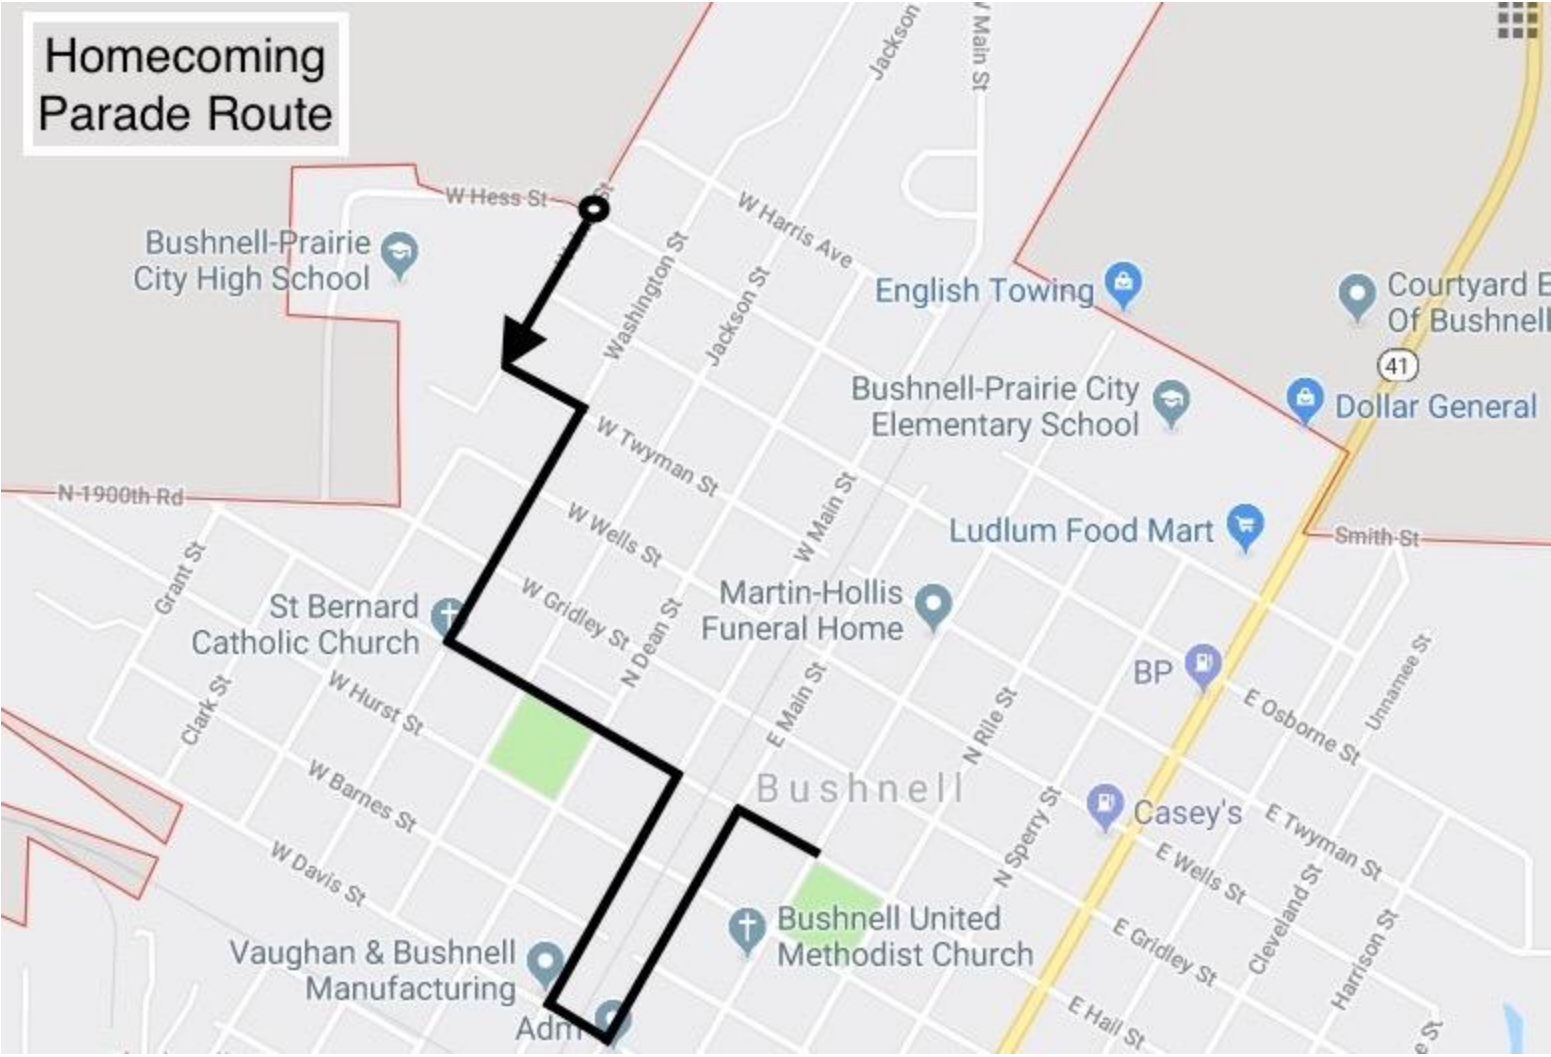 Homecoming
Parade Route
Jackson
W Main St
W Hess St
St
W Harris Ave
Bushnell-Prairie
City High School
Washington St
Jackson St
English Towing
Courtyard E
Of Bushnell
41
Bushnell-Prairie City
Elementary School
Dollar General
W Twyman St
N 1900th Rd
W Wells St
W Main St
Ludlum Food Mart
Smith St
Grant St
St Bernard
Catholic Church
W Gridley St
N Dean St
Martin-Hollis
Funeral Home
BP
Unnamee St
E Osborne St
Clark St
W Hurst St
E Main St
N Rile St
Bushnell
W Barnes St
N Sperry St
Casey's
E Twyman St
E Wells St
W Davis St
Cleveland St
Harrison St
Bushnell United
Methodist Church
E Gridley St
Vaughan & Bushnell
Manufacturing
Adm
E Hail St
e St